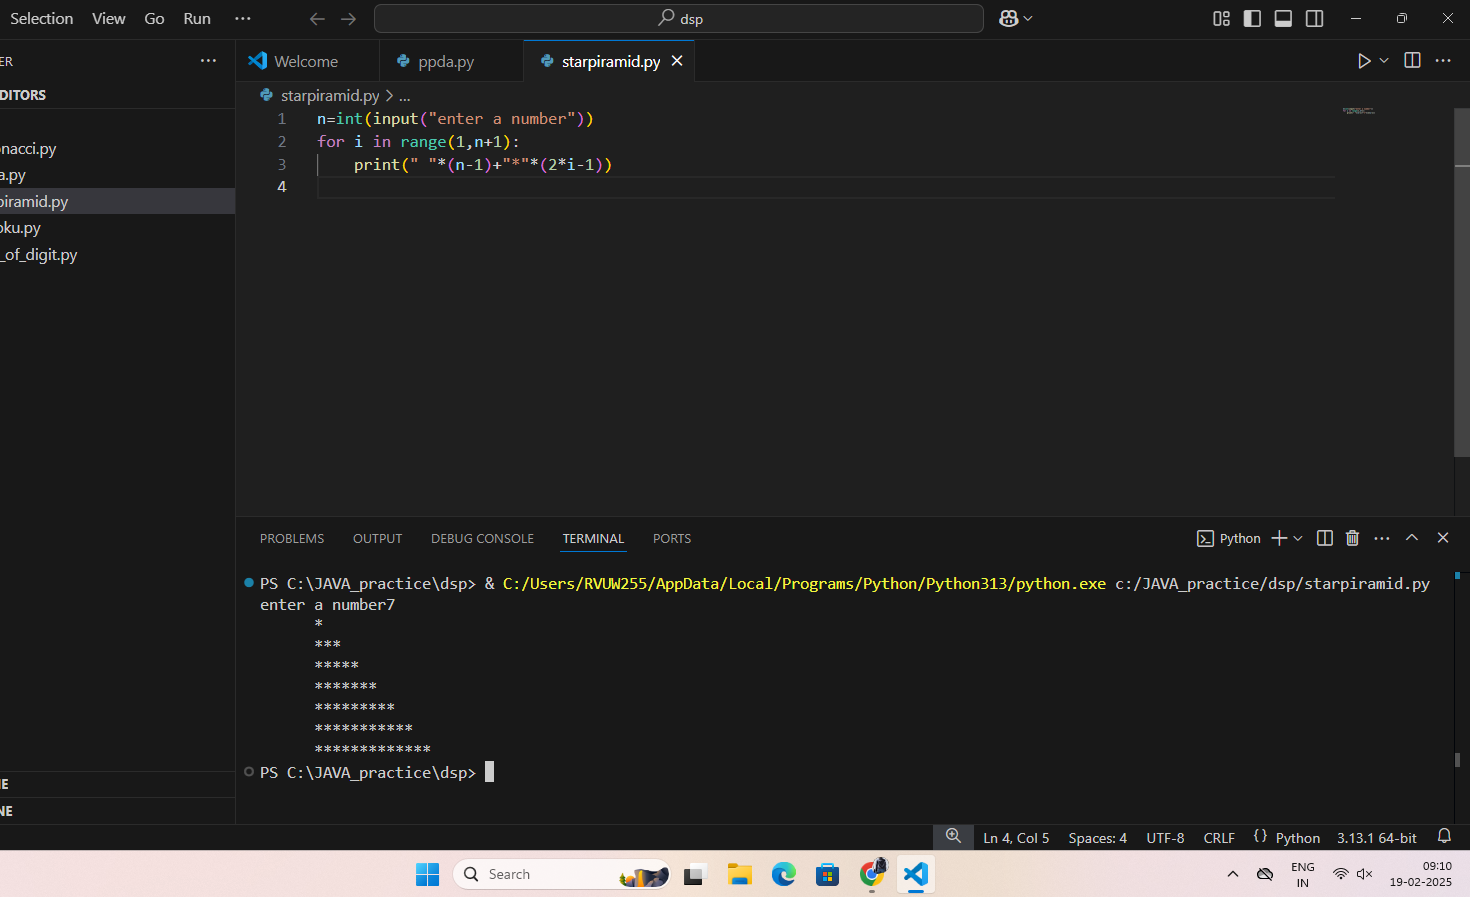 Selection View Go Run ···
dsp
ER ···
DITORS
nacci.py
a.py
piramid.py
oku.py
_of_digit.py
NE
Welcome ppda.py starpiramid.py
starpiramid.py > ...
1 n=int(input("enter a number"))
2 for i in range(1,n+1):
3     print(" "*(n-1)+"*"*(2*i-1))
4
PROBLEMS OUTPUT DEBUG CONSOLE TERMINAL PORTS
Python
PS C:\JAVA_practice\dsp> & C:/Users/RVUW255/AppData/Local/Programs/Python/Python313/python.exe c:/JAVA_practice/dsp/starpiramid.py
enter a number7
      *
      ***
      *****
      *******
      *********
      ***********
      *************
PS C:\JAVA_practice\dsp>
Ln 4, Col 5 Spaces: 4 UTF-8 CRLF {} Python 3.13.1 64-bit
Search
ENG
IN
09:10
19-02-2025